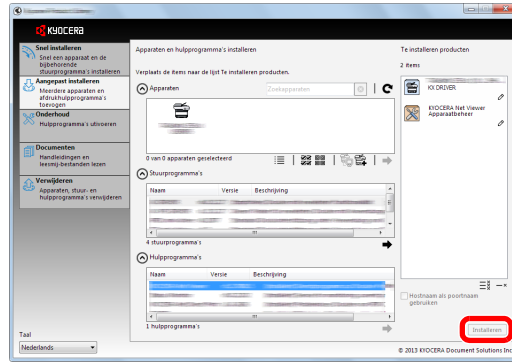 KYOCERA
Snel installeren
Snel een apparaat en de
bijbehorende
stuurprogramma's installeren
Aangepast installeren
Meerdere apparaten en
afdrukhulpprogramma's
toevoegen
Onderhoud
Hulpprogramma's uitvoeren
Documenten
Handleidingen en
leesmij-bestanden lezen
Verwijderen
Apparaten, stuur- en
hulpprogramma's verwijderen
Taal
Nederlands
Apparaten en hulpprogramma's installeren
Verplaats de items naar de lijst Te installeren producten.
Apparaten
Zoekapparaten
0 van 0 apparaten geselecteerd
Stuurprogramma's
Naam Versie Beschrijving
4 stuurprogramma's
Hulpprogramma's
Naam Versie Beschrijving
1 hulpprogramma's
Te installeren producten
2 items
KX DRIVER
KYOCERA Net Viewer
Apparaatbeheer
Hostnaam als poortnaam
gebruiken
Installeren
© 2013 KYOCERA Document Solutions Inc.